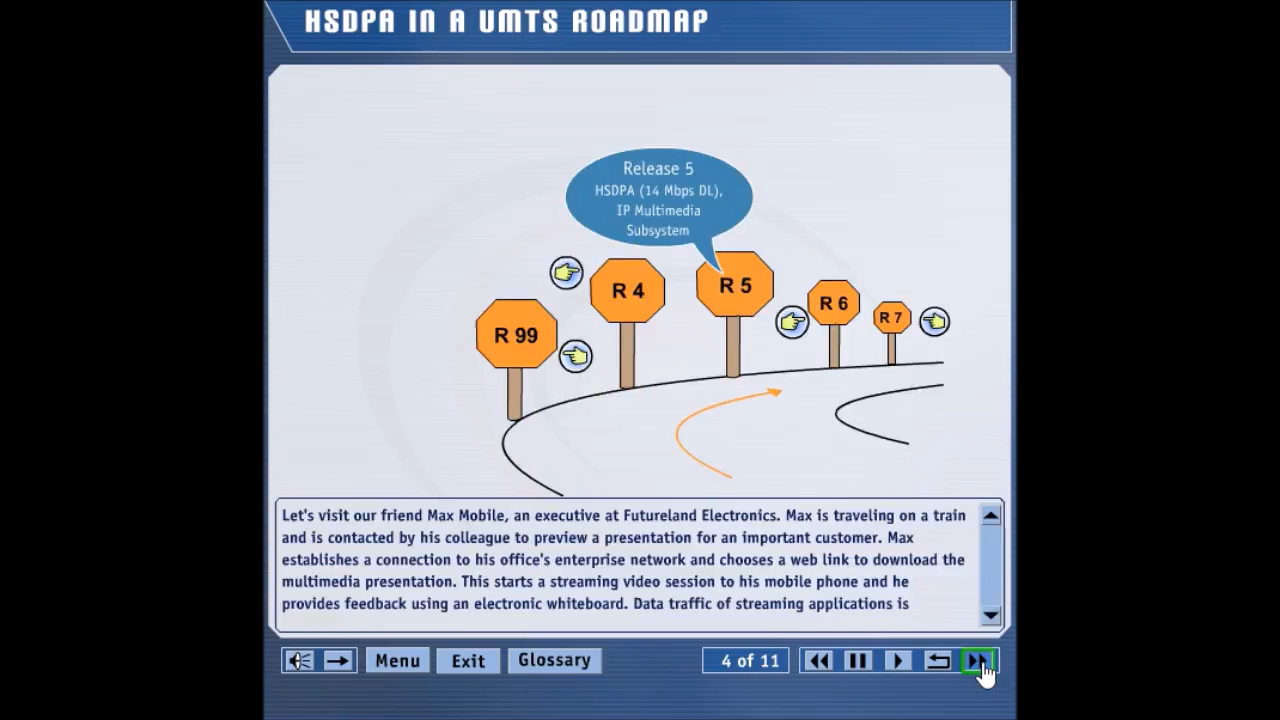 HSDPA IN A UMTS ROADMAP
Release 5
HSDPA (14 Mbps DL),
IP Multimedia
Subsystem
R 99
R 4
R 5
R 6
R 7
Let's visit our friend Max Mobile, an executive at Futureland Electronics. Max is traveling on a train
and is contacted by his colleague to preview a presentation for an important customer. Max
establishes a connection to his office's enterprise network and chooses a web link to download the
multimedia presentation. This starts a streaming video session to his mobile phone and he
provides feedback using an electronic whiteboard. Data traffic of streaming applications is
Menu
Exit
Glossary
4 of 11